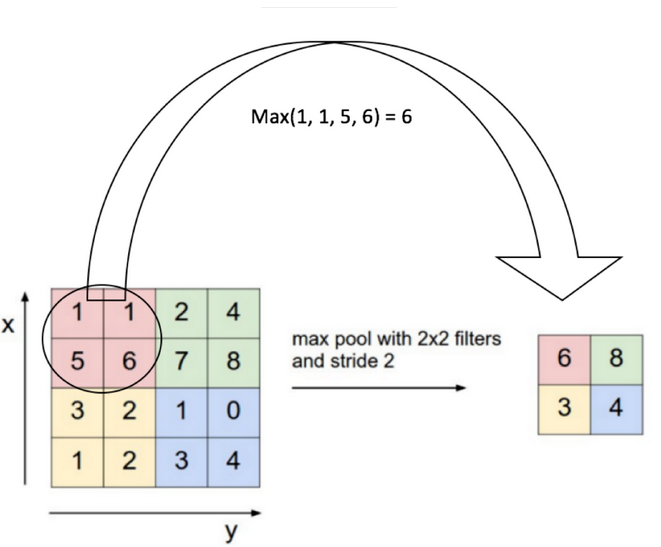 Max(1, 1, 5, 6) = 6
x
1 1 2 4
5 6 7 8
3 2 1 0
1 2 3 4
y
max pool with 2x2 filters
and stride 2
6 8
3 4